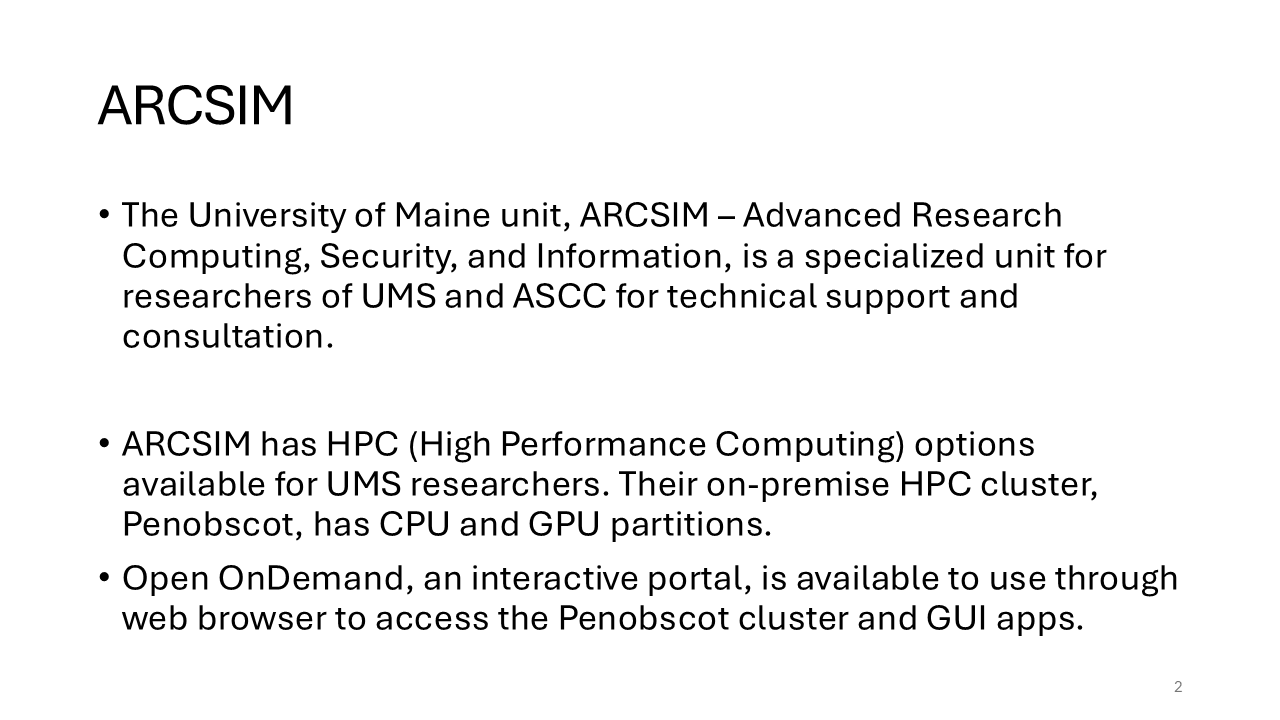 ARCSIM
• The University of Maine unit, ARCSIM – Advanced Research
Computing, Security, and Information, is a specialized unit for
researchers of UMS and ASCC for technical support and
consultation.
• ARCSIM has HPC (High Performance Computing) options
available for UMS researchers. Their on-premise HPC cluster,
Penobscot, has CPU and GPU partitions.
• Open OnDemand, an interactive portal, is available to use through
web browser to access the Penobscot cluster and GUI apps.
2